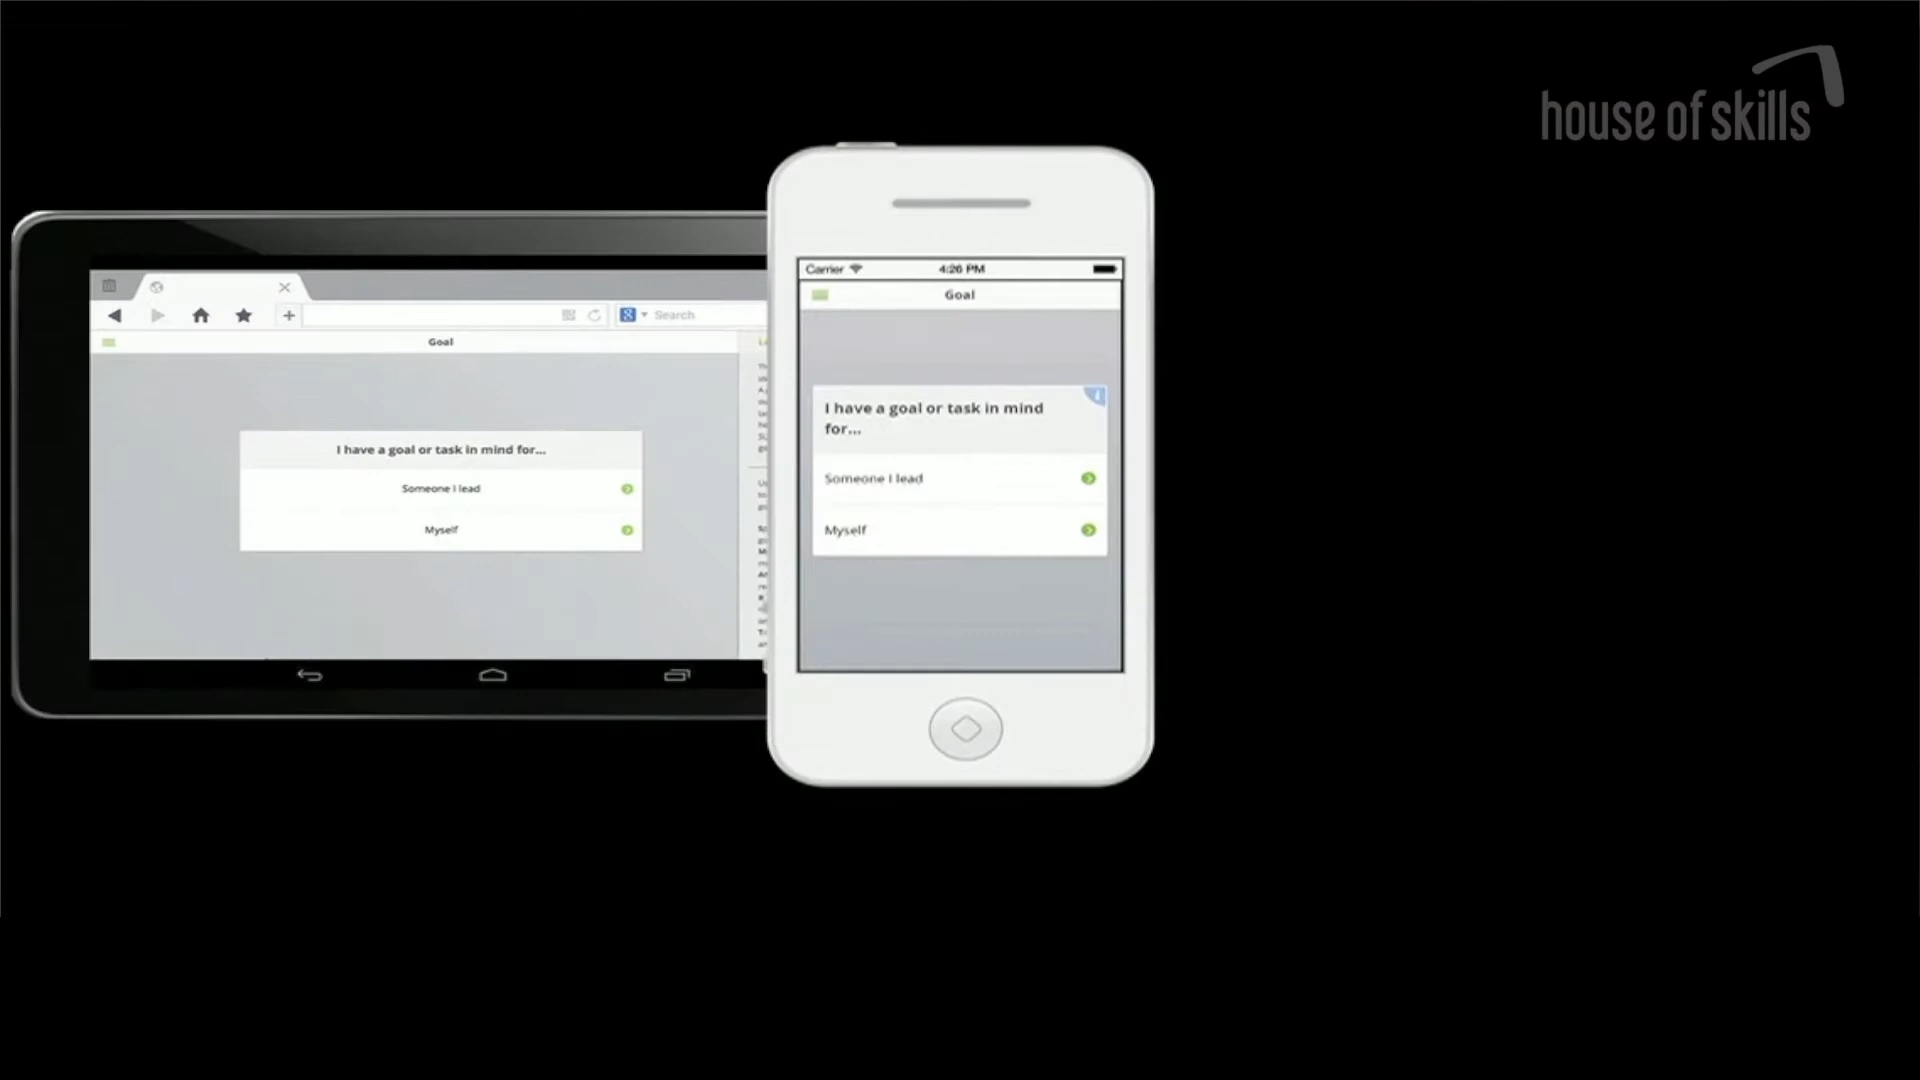 house of skills
Search
Goal
I have a goal or task in mind for...
Someone I lead
Myself
Carrier 4:26 PM
Goal
I have a goal or task in mind
for...
Someone I lead
Myself